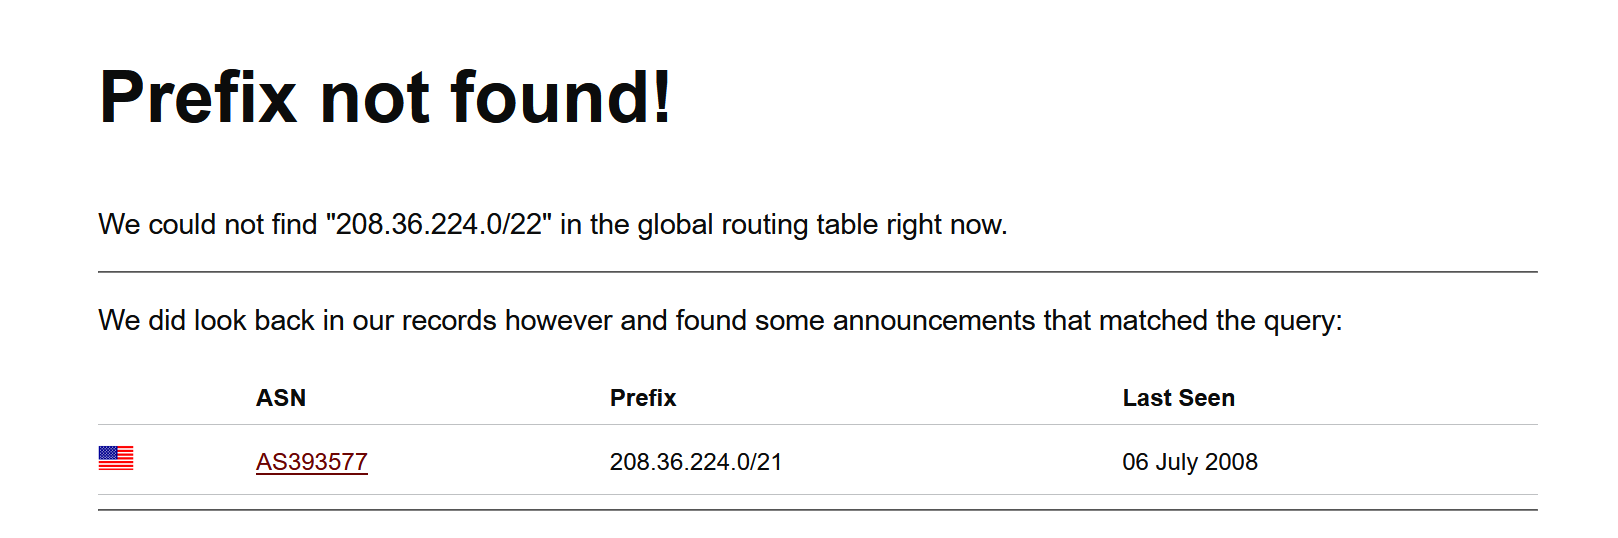 Prefix not found!
We could not find "208.36.224.0/22" in the global routing table right now.
We did look back in our records however and found some announcements that matched the query:
ASN Prefix Last Seen
AS393577 208.36.224.0/21 06 July 2008